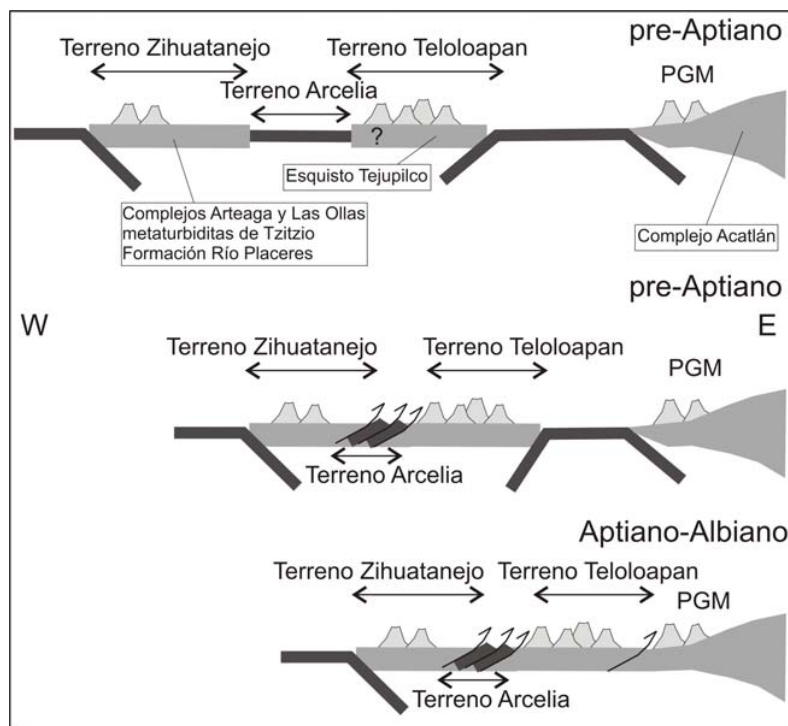 pre-Aptiano
Terreno Zihuatanejo
Terreno Teloloapan
PGM
Terreno Arcelia
?
Esquisto Tejupilco
Complejos Arteaga y Las Ollas
metaturbiditas de Tzitzio
Formación Río Placeres
Complejo Acatlán
pre-Aptiano
W
E
Terreno Zihuatanejo
Terreno Teloloapan
PGM
Terreno Arcelia
Aptiano-Albiano
Terreno Zihuatanejo
Terreno Teloloapan
PGM
Terreno Arcelia